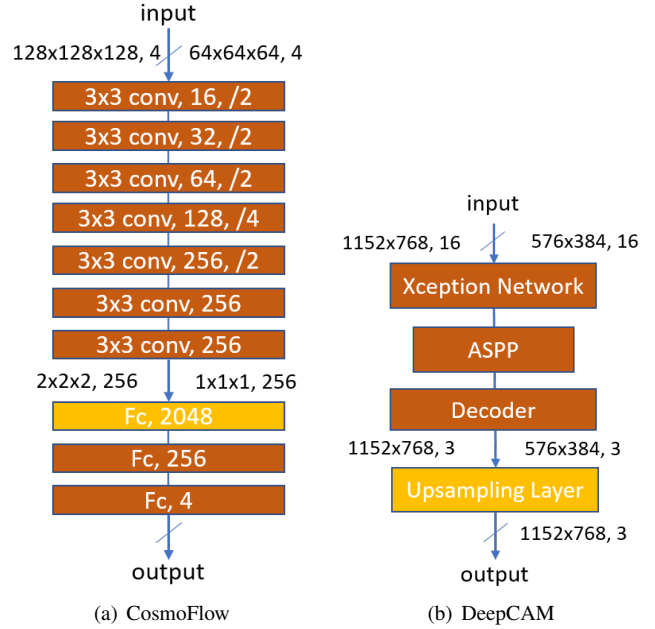 input
128x128x128, 4 64x64x64, 4
3x3 conv, 16, /2
3x3 conv, 32, /2
3x3 conv, 64, /2
3x3 conv, 128, /4
3x3 conv, 256, /2
3x3 conv, 256
3x3 conv, 256
2x2x2, 256 1x1x1, 256
Fc, 2048
Fc, 256
Fc, 4
output
(a) CosmoFlow
input
1152x768, 16 576x384, 16
Xception Network
ASPP
Decoder
1152x768, 3 576x384, 3
Upsampling Layer
1152x768, 3
output
(b) DeepCAM